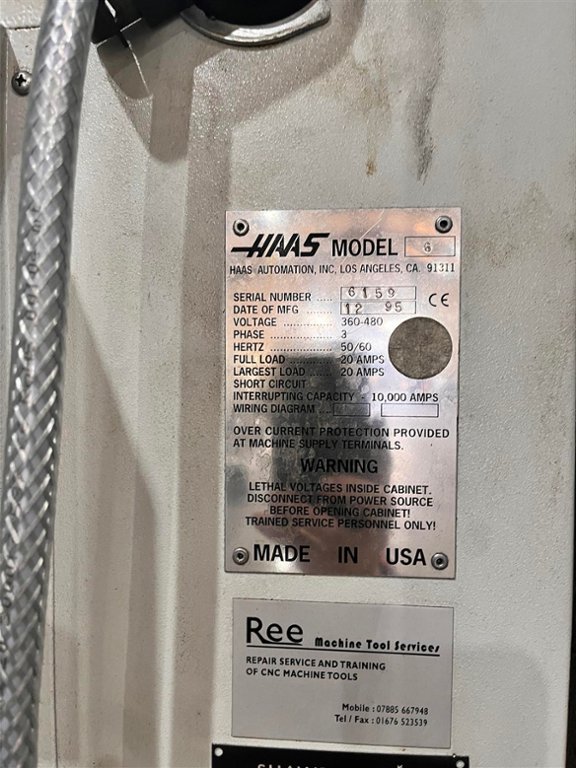 HAAS MODEL 6
HAAS AUTOMATION, INC. LOS ANGELES, CA. 91311
SERIAL NUMBER .... 6159
DATE OF MFG ....... 12 95 CE
VOLTAGE .............. 360-480
PHASE .................. 3
HERTZ .................. 50/60
FULL LOAD ........... 20 AMPS
LARGEST LOAD ...... 20 AMPS
SHORT CIRCUIT
INTERRUPTING CAPACITY - 10,000 AMPS
WIRING DIAGRAM ...
OVER CURRENT PROTECTION PROVIDED
AT MACHINE SUPPLY TERMINALS.
WARNING
LETHAL VOLTAGES INSIDE CABINET.
DISCONNECT FROM POWER SOURCE
BEFORE OPENING CABINET!
TRAINED SERVICE PERSONNEL ONLY!
MADE IN USA
Ree Machine Tool Services
REPAIR SERVICE AND TRAINING
OF CNC MACHINE TOOLS
Mobile : 07885 667948
Tel / Fax : 01676 523539